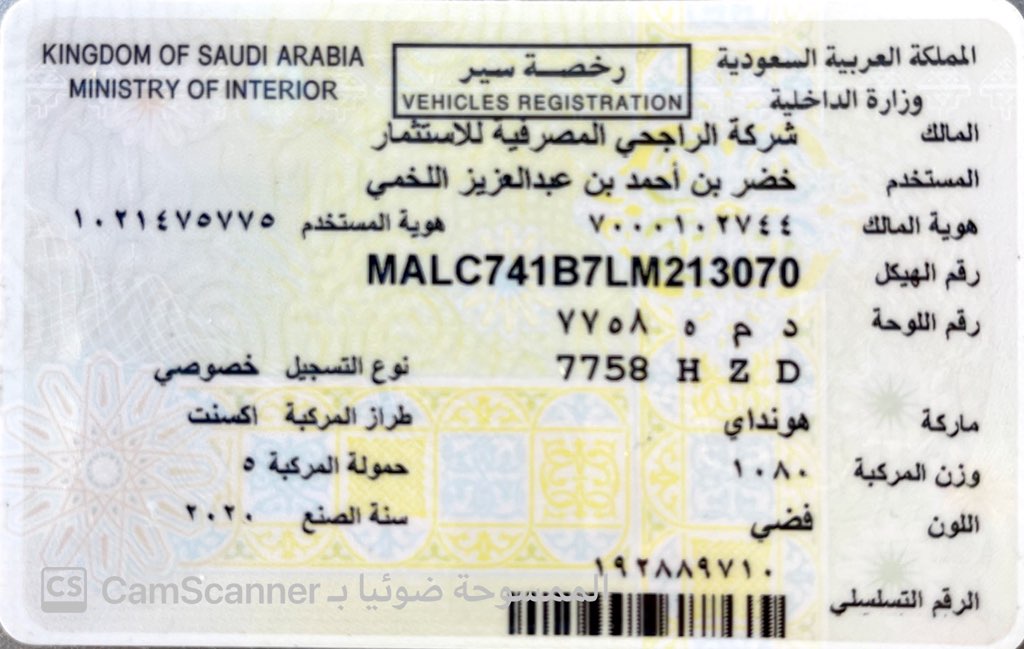 KINGDOM OF SAUDI ARABIA
MINISTRY OF INTERIOR
رخصة سير
VEHICLES REGISTRATION
المملكة العربية السعودية
وزارة الداخلية
المالك شركة الراجحي المصرفية للاستثمار
المستخدم خضر بن أحمد بن عبدالعزيز اللخمي
هوية المالك ٧٠٠٠١٠٢٧٤٤ هوية المستخدم ١٠٢١٤٧٥٧٧٥
رقم الهيكل MALC741B7LM213070
رقم اللوحة د م ه ٧٧٥٨
7758 H Z D نوع التسجيل خصوصي
ماركة هونداي طراز المركبة اكسنت
وزن المركبة ١٠٨٠ حمولة المركبة ٥
اللون فضي سنة الصنع ٢٠٢٠
الرقم التسلسلي ١٩٢٨٨٩٧١٠
الممسوحة ضوئيا بـ CamScanner
CS